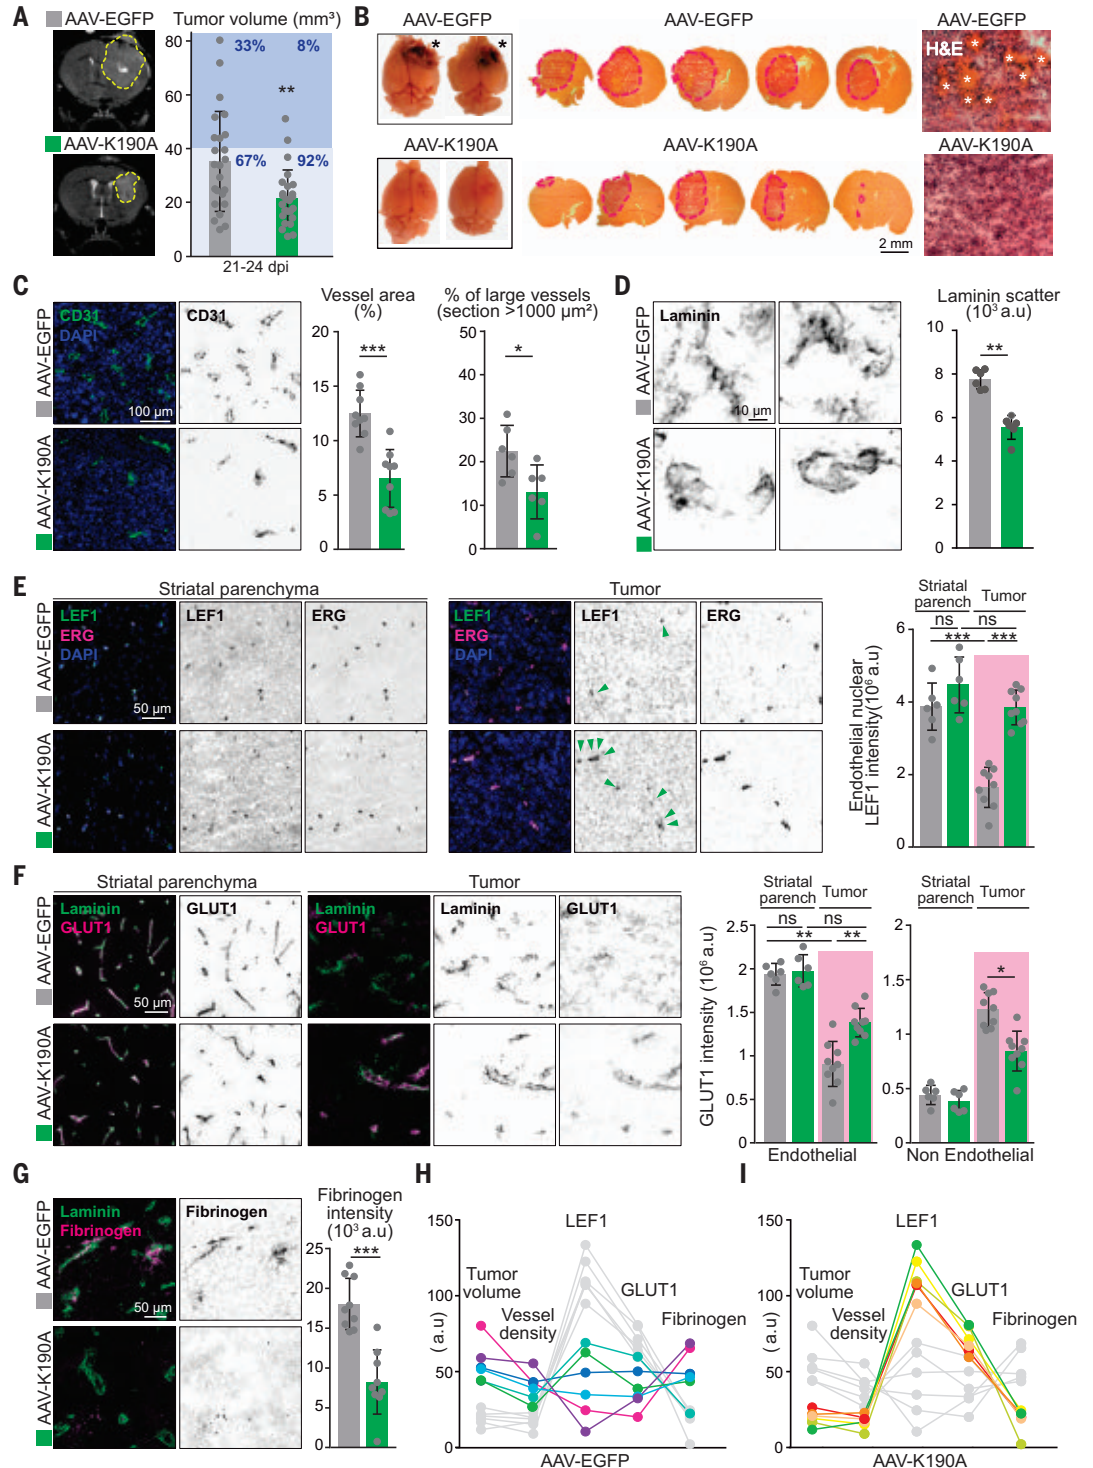 A
AAV-EGFP
AAV-K190A
Tumor volume (mm³)
80
60
40
20
0
33%
8%
**
67%
92%
21-24 dpi
B
AAV-EGFP
AAV-EGFP
AAV-EGFP
*
*
H&E
*
*
*
*
*
*
*
*
*
AAV-K190A
AAV-K190A
AAV-K190A
2 mm
C
AAV-EGFP
AAV-K190A
CD31
DAPI
100 µm
CD31
Vessel area
(%)
20
15
10
5
0
***
% of large vessels
(section >1000 µm²)
50
40
30
20
10
0
*
D
AAV-EGFP
AAV-K190A
Laminin
10 µm
Laminin scatter
(10³ a.u)
10
8
6
4
2
0
**
E
Striatal parenchyma
Tumor
AAV-EGFP
AAV-K190A
LEF1
ERG
DAPI
50 µm
LEF1
ERG
LEF1
ERG
DAPI
LEF1
ERG
Striatal
parench
Tumor
ns
ns
***
***
Endothelial nuclear
LEF1 intensity(10⁶ a.u)
6
4
2
0
F
Striatal parenchyma
Tumor
AAV-EGFP
AAV-K190A
Laminin
GLUT1
50 µm
GLUT1
Laminin
GLUT1
Laminin
GLUT1
GLUT1 intensity (10⁶ a.u)
Striatal
parench
Tumor
ns
ns
**
**
2.5
2
1.5
1
0.5
0
Endothelial
Striatal
parench
Tumor
*
2
1.5
1
0.5
0
Non Endothelial
G
AAV-EGFP
AAV-K190A
Laminin
Fibrinogen
50 µm
Fibrinogen
Fibrinogen
intensity
(10³ a.u)
25
20
15
10
5
0
***
H
150
100
50
0
(a.u)
Tumor
volume
Vessel
density
LEF1
GLUT1
Fibrinogen
AAV-EGFP
I
150
100
50
0
(a.u)
Tumor
volume
Vessel
density
LEF1
GLUT1
Fibrinogen
AAV-K190A